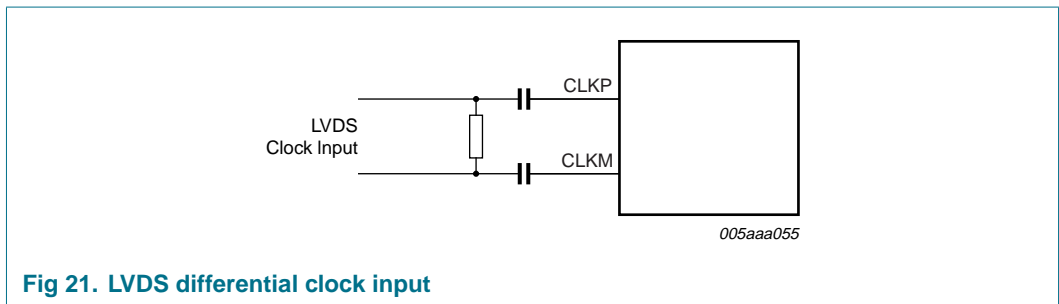 CLKP
LVDS
Clock Input
CLKM
005aaa055
Fig 21. LVDS differential clock input